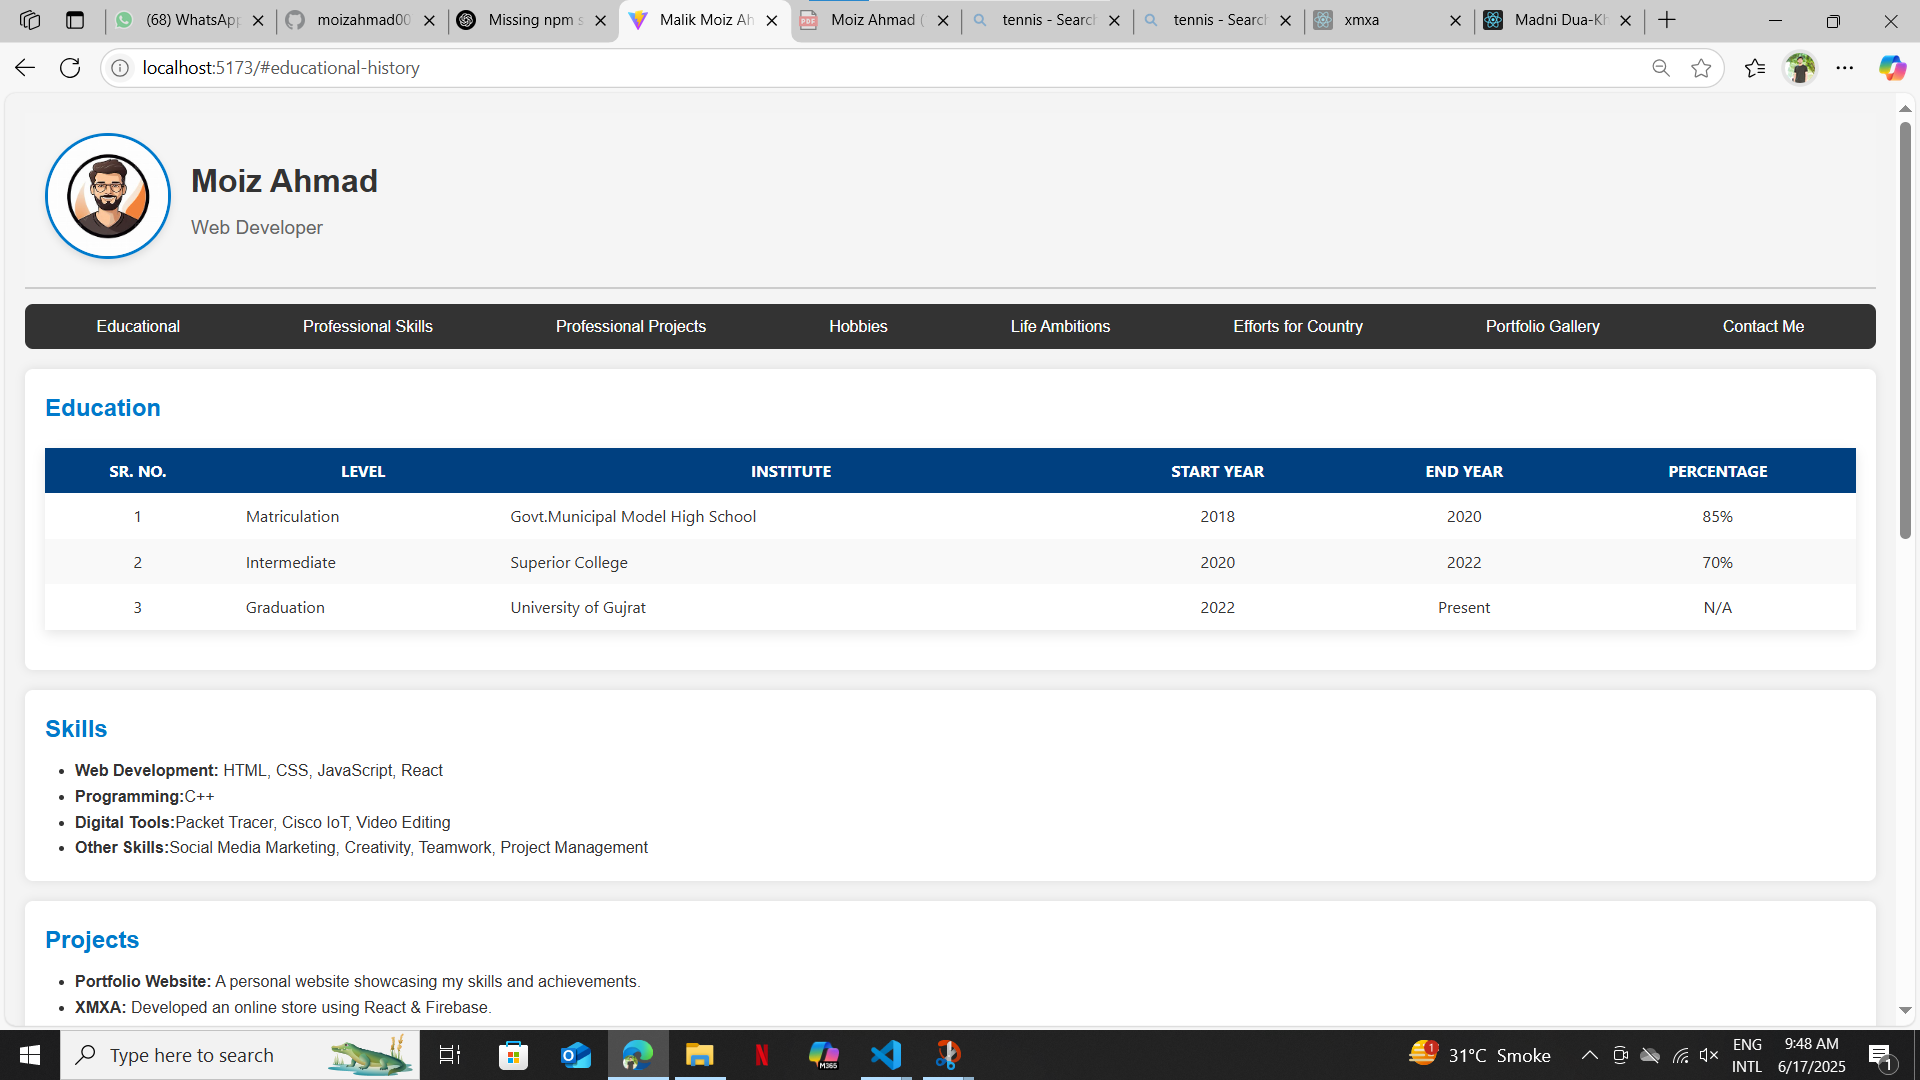 (68) WhatsApp
moizahmad00
Missing npm s
Malik Moiz Ah
Moiz Ahmad (
tennis - Search
tennis - Search
xmxa
Madni Dua-Kh
localhost:5173/#educational-history
Moiz Ahmad
Web Developer
Educational
Professional Skills
Professional Projects
Hobbies
Life Ambitions
Efforts for Country
Portfolio Gallery
Contact Me
Education
SR. NO. LEVEL INSTITUTE START YEAR END YEAR PERCENTAGE
1 Matriculation Govt.Municipal Model High School 2018 2020 85%
2 Intermediate Superior College 2020 2022 70%
3 Graduation University of Gujrat 2022 Present N/A
Skills
• Web Development: HTML, CSS, JavaScript, React
• Programming:C++
• Digital Tools:Packet Tracer, Cisco IoT, Video Editing
• Other Skills:Social Media Marketing, Creativity, Teamwork, Project Management
Projects
• Portfolio Website: A personal website showcasing my skills and achievements.
• XMXA: Developed an online store using React & Firebase.
Type here to search
M365
1
31°C Smoke
ENG
INTL
9:48 AM
6/17/2025
1